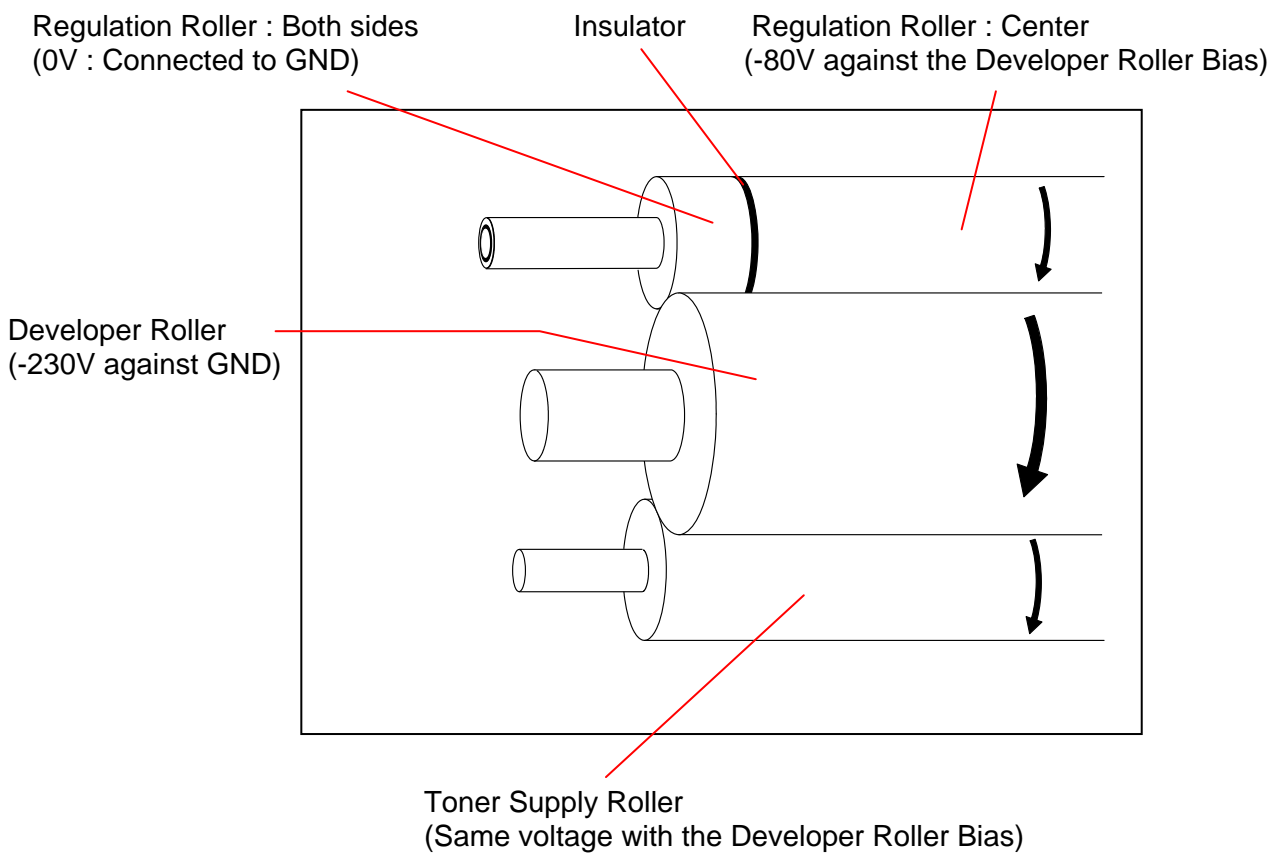 Regulation Roller : Both sides
(0V : Connected to GND)
Insulator
Regulation Roller : Center
(-80V against the Developer Roller Bias)
Developer Roller
(-230V against GND)
Toner Supply Roller
(Same voltage with the Developer Roller Bias)